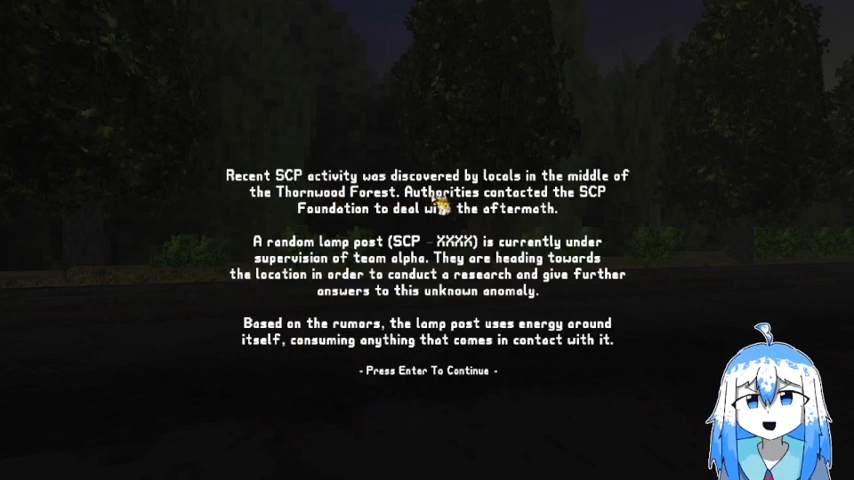 Recent SCP activity was discovered by locals in the middle of
the Thornwood Forest. Authorities contacted the SCP
Foundation to deal with the aftermath.
A random lamp post (SCP - XXXX) is currently under
supervision of team alpha. They are heading towards
the location in order to conduct a research and give further
answers to this unknown anomaly.
Based on the rumors, the lamp post uses energy around
itself, consuming anything that comes in contact with it.
- Press Enter To Continue -